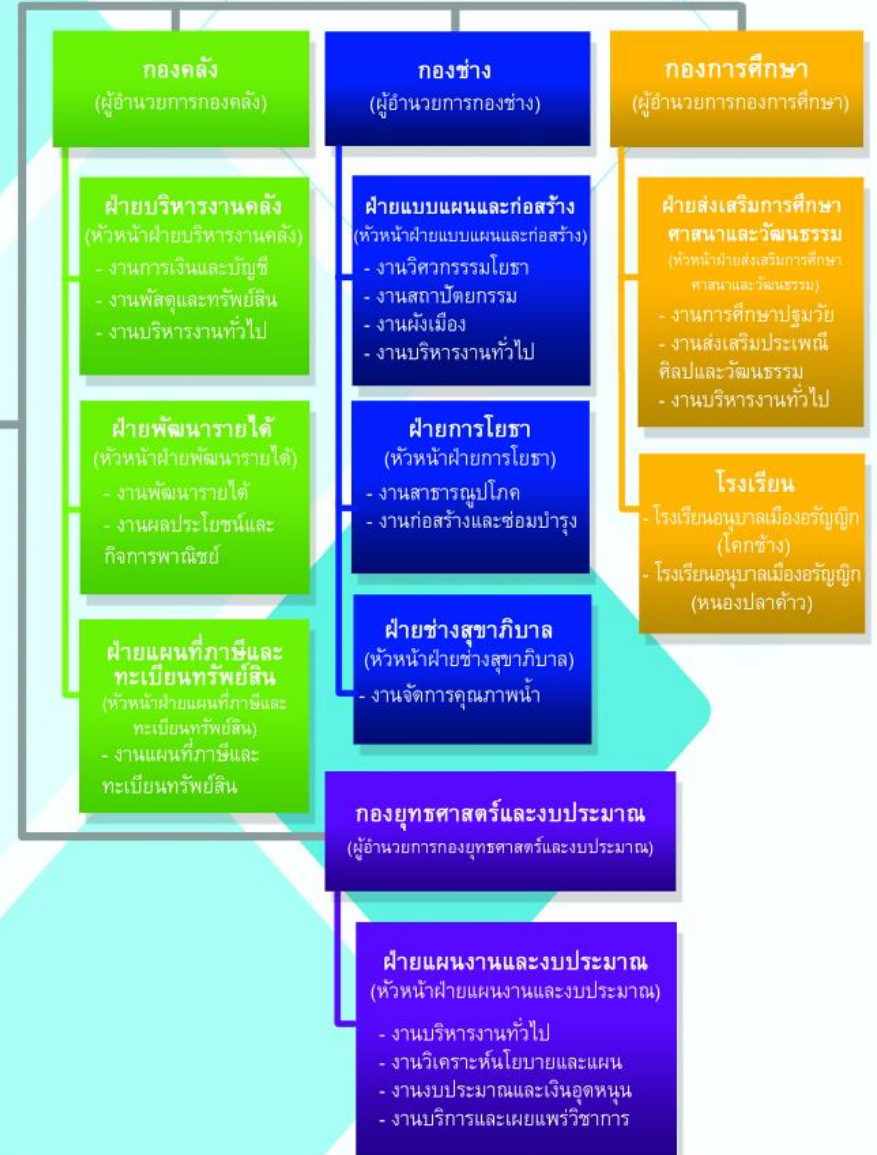 กองคลัง
(ผู้อำนวยการกองคลัง)
ฝ่ายบริหารงานคลัง
(หัวหน้าฝ่ายบริหารงานคลัง)
- งานการเงินและบัญชี
- งานพัสดุและทรัพย์สิน
- งานบริหารงานทั่วไป
ฝ่ายพัฒนารายได้
(หัวหน้าฝ่ายพัฒนารายได้)
- งานพัฒนารายได้
- งานผลประโยชน์และ
กิจการพาณิชย์
ฝ่ายแผนที่ภาษีและ
ทะเบียนทรัพย์สิน
(หัวหน้าฝ่ายแผนที่ภาษีและ
ทะเบียนทรัพย์สิน)
- งานแผนที่ภาษีและ
ทะเบียนทรัพย์สิน
กองช่าง
(ผู้อำนวยการกองช่าง)
ฝ่ายแบบแผนและก่อสร้าง
(หัวหน้าฝ่ายแบบแผนและก่อสร้าง)
- งานวิศวกรรรมโยธา
- งานสถาปัตยกรรม
- งานผังเมือง
- งานบริหารงานทั่วไป
ฝ่ายการโยธา
(หัวหน้าฝ่ายการโยธา)
- งานสาธารณูปโภค
- งานก่อสร้างและซ่อมบำรุง
ฝ่ายช่างสุขาภิบาล
(หัวหน้าฝ่ายช่างสุขาภิบาล)
- งานจัดการคุณภาพน้ำ
กองการศึกษา
(ผู้อำนวยการกองการศึกษา)
ฝ่ายส่งเสริมการศึกษา
ศาสนาและวัฒนธรรม
(หัวหน้าฝ่ายส่งเสริมการศึกษา
ศาสนาและวัฒนธรรม)
- งานการศึกษาปฐมวัย
- งานส่งเสริมประเพณี
ศิลปและวัฒนธรรม
- งานบริหารงานทั่วไป
โรงเรียน
- โรงเรียนอนุบาลเมืองอรัญญิก
(โคกช้าง)
- โรงเรียนอนุบาลเมืองอรัญญิก
(หนองปลาค้าว)
กองยุทธศาสตร์และงบประมาณ
(ผู้อำนวยการกองยุทธศาสตร์และงบประมาณ)
ฝ่ายแผนงานและงบประมาณ
(หัวหน้าฝ่ายแผนงานและงบประมาณ)
- งานบริหารงานทั่วไป
- งานวิเคราะห์นโยบายและแผน
- งานงบประมาณและเงินอุดหนุน
- งานบริการและเผยแพร่วิชาการ